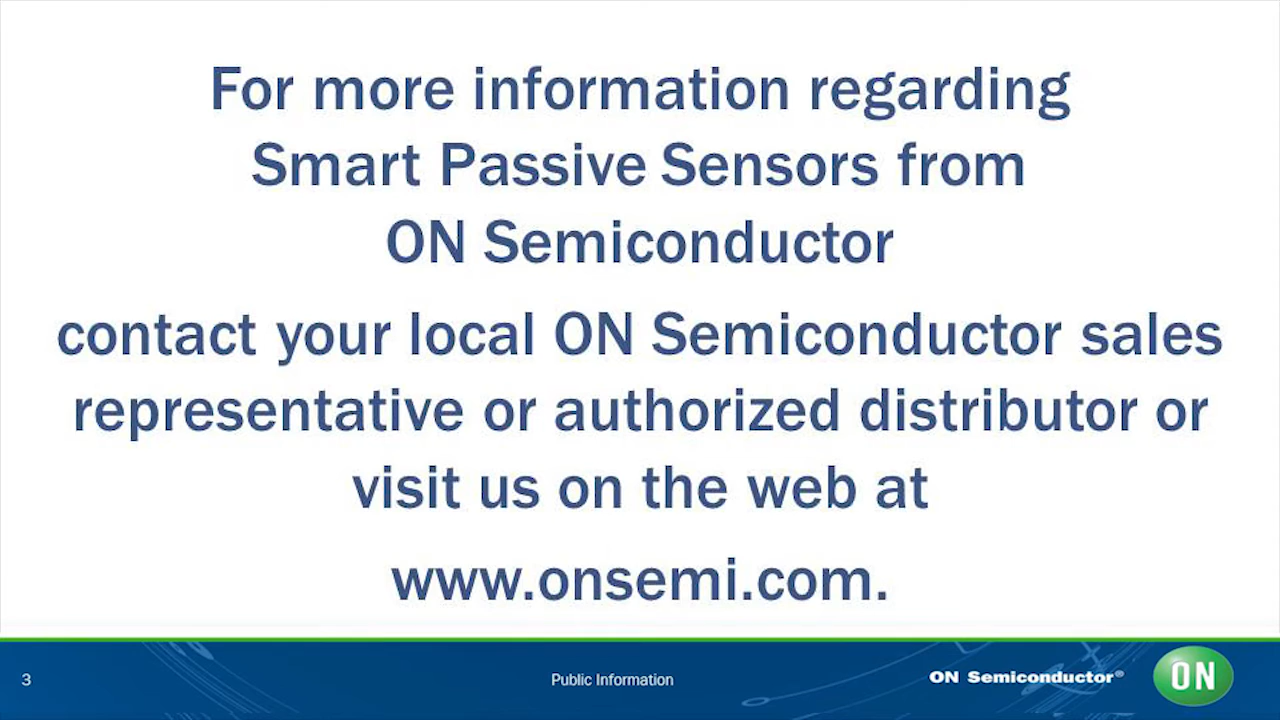 For more information regarding
Smart Passive Sensors from
ON Semiconductor
contact your local ON Semiconductor sales
representative or authorized distributor or
visit us on the web at
www.onsemi.com.
3
Public Information
ON Semiconductor®
ON